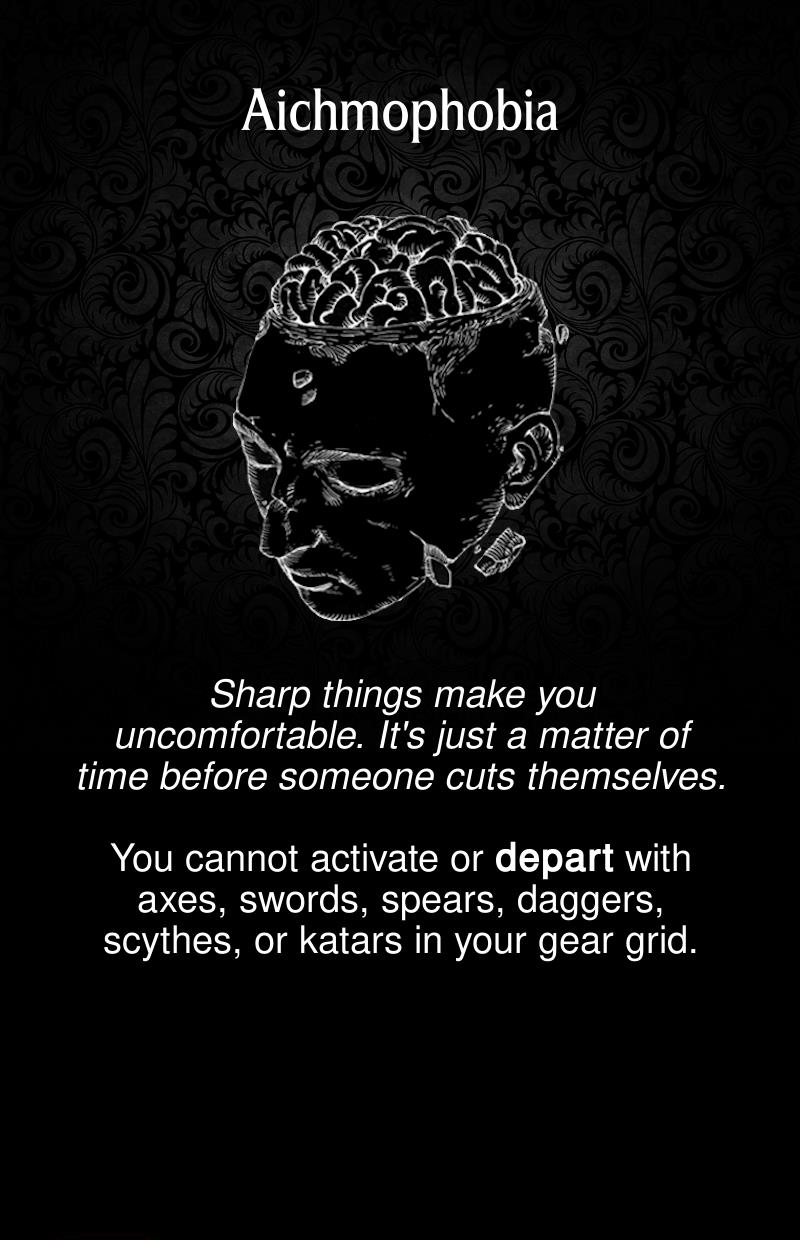 Aichmophobia
Sharp things make you
uncomfortable. It's just a matter of
time before someone cuts themselves.
You cannot activate or depart with
axes, swords, spears, daggers,
scythes, or katars in your gear grid.